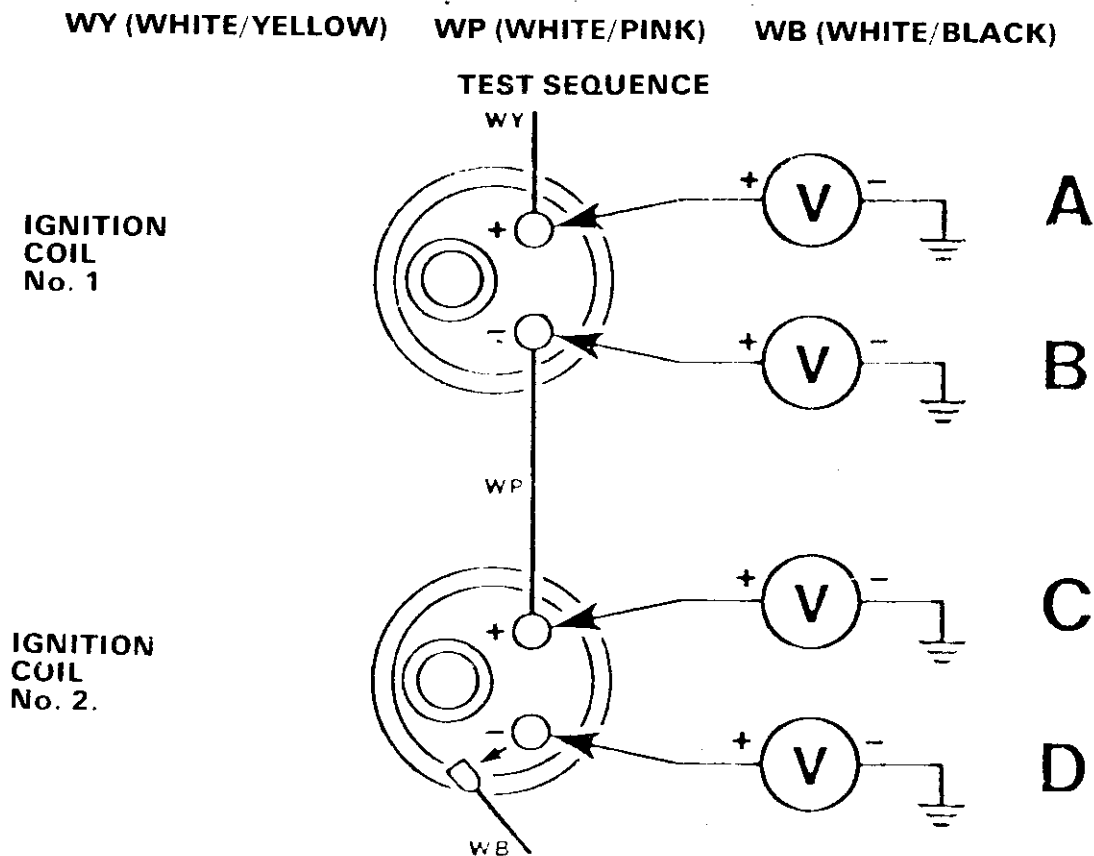 WY (WHITE/YELLOW) WP (WHITE/PINK) WB (WHITE/BLACK)
TEST SEQUENCE
WY
IGNITION
COIL
No. 1
+
+ V -
A
-
+ V -
B
WP
IGNITION
COIL
No. 2.
+
+ V -
C
-
+ V -
D
WB